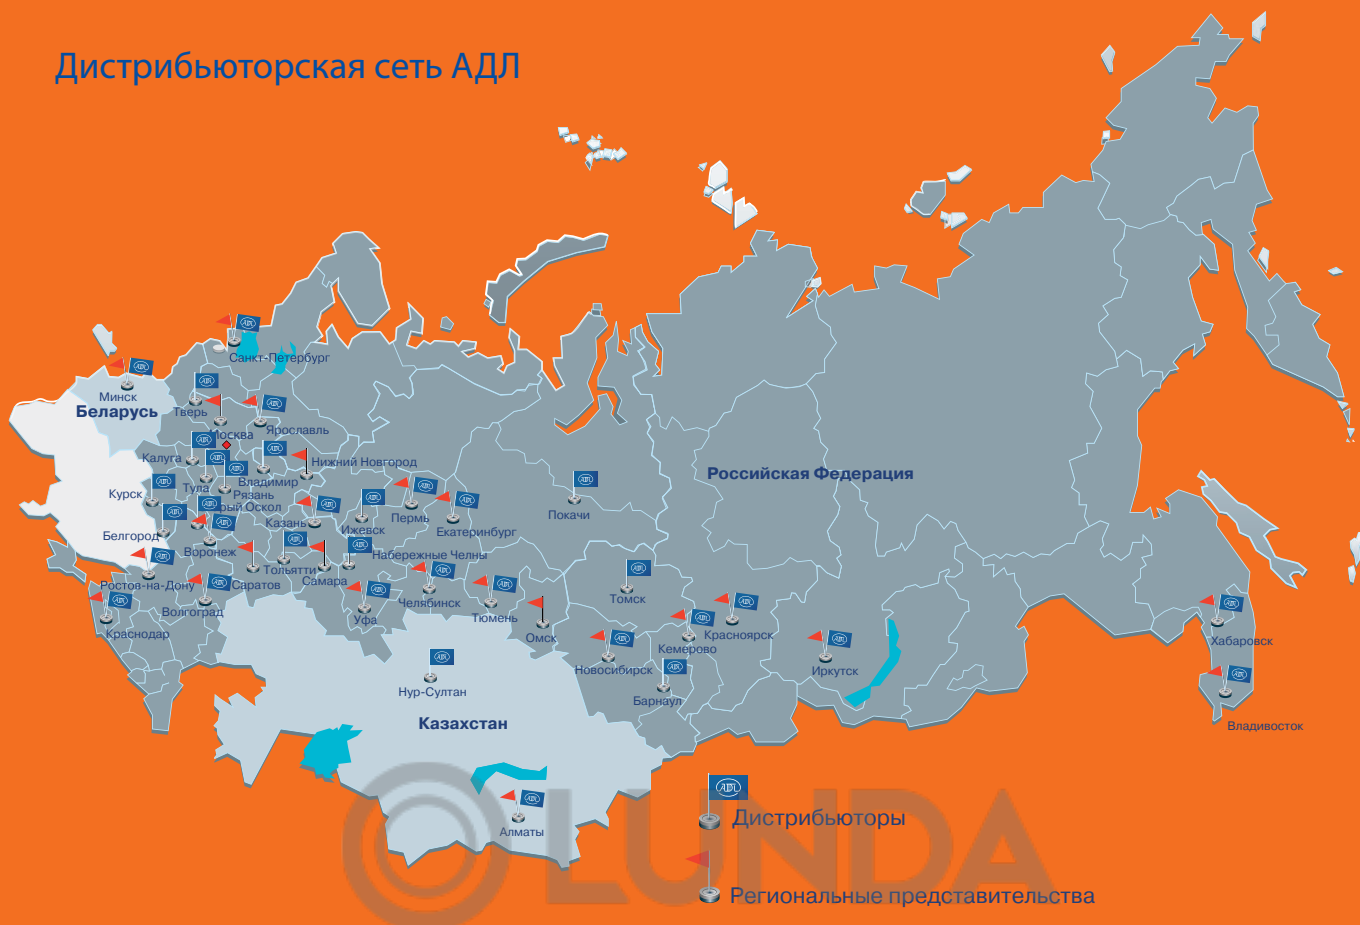 Дистрибьюторская сеть АДЛ
Санкт-Петербург
Минск
Беларусь
Тверь
Москва
Ярославль
Калуга
Нижний Новгород
Владимир
Тула
Рязань
Курск
рый Оскол
Казань
Ижевск
Пермь
Екатеринбург
Покачи
Российская Федерация
Белгород
Воронеж
Набережные Челны
Тольятти
Самара
Саратов
Ростов-на-Дону
Волгоград
Краснодар
Уфа
Челябинск
Тюмень
Омск
Томск
Кемерово
Красноярск
Новосибирск
Барнаул
Иркутск
Хабаровск
Владивосток
Нур-Султан
Казахстан
Алматы
LUNDA
Дистрибьюторы
Региональные представительства